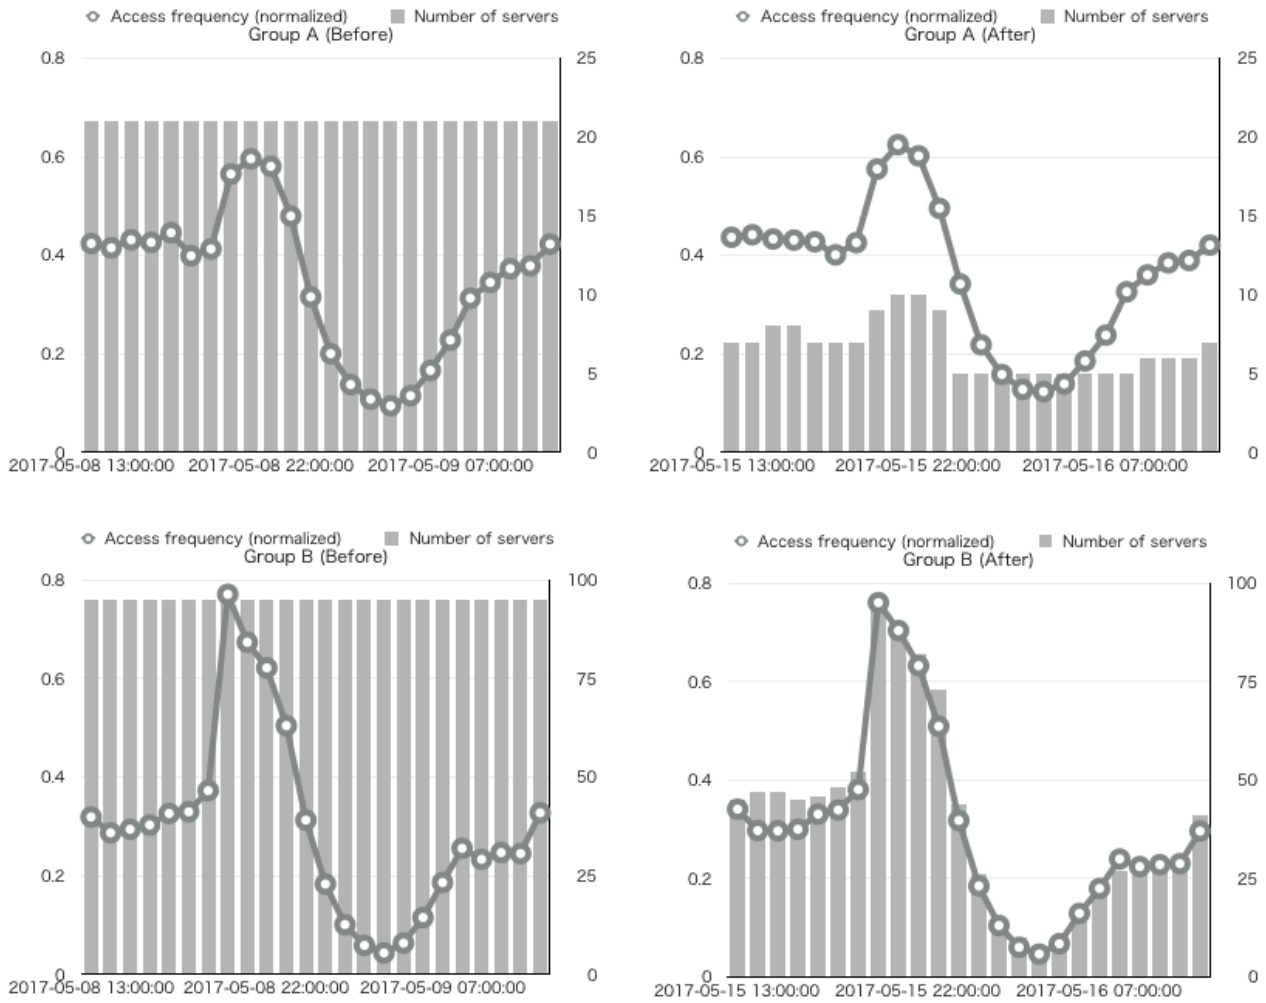 Access frequency (normalized) Number of servers
Group A (Before)
0.8 25
20
0.6
15
0.4
10
0.2
5
0 0
2017-05-08 13:00:00 2017-05-08 22:00:00 2017-05-09 07:00:00
Access frequency (normalized) Number of servers
Group A (After)
0.8 25
20
0.6
15
0.4
10
0.2
5
0 0
2017-05-15 13:00:00 2017-05-15 22:00:00 2017-05-16 07:00:00
Access frequency (normalized) Number of servers
Group B (Before)
0.8 100
0.6 75
0.4 50
0.2 25
0 0
2017-05-08 13:00:00 2017-05-08 22:00:00 2017-05-09 07:00:00
Access frequency (normalized) Number of servers
Group B (After)
0.8 100
0.6 75
0.4 50
0.2 25
0 0
2017-05-15 13:00:00 2017-05-15 22:00:00 2017-05-16 07:00:00